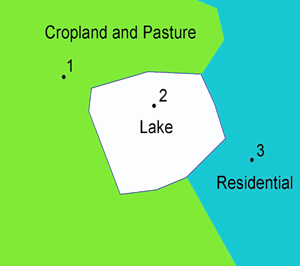 Cropland and Pasture
1
2
Lake
3
Residential